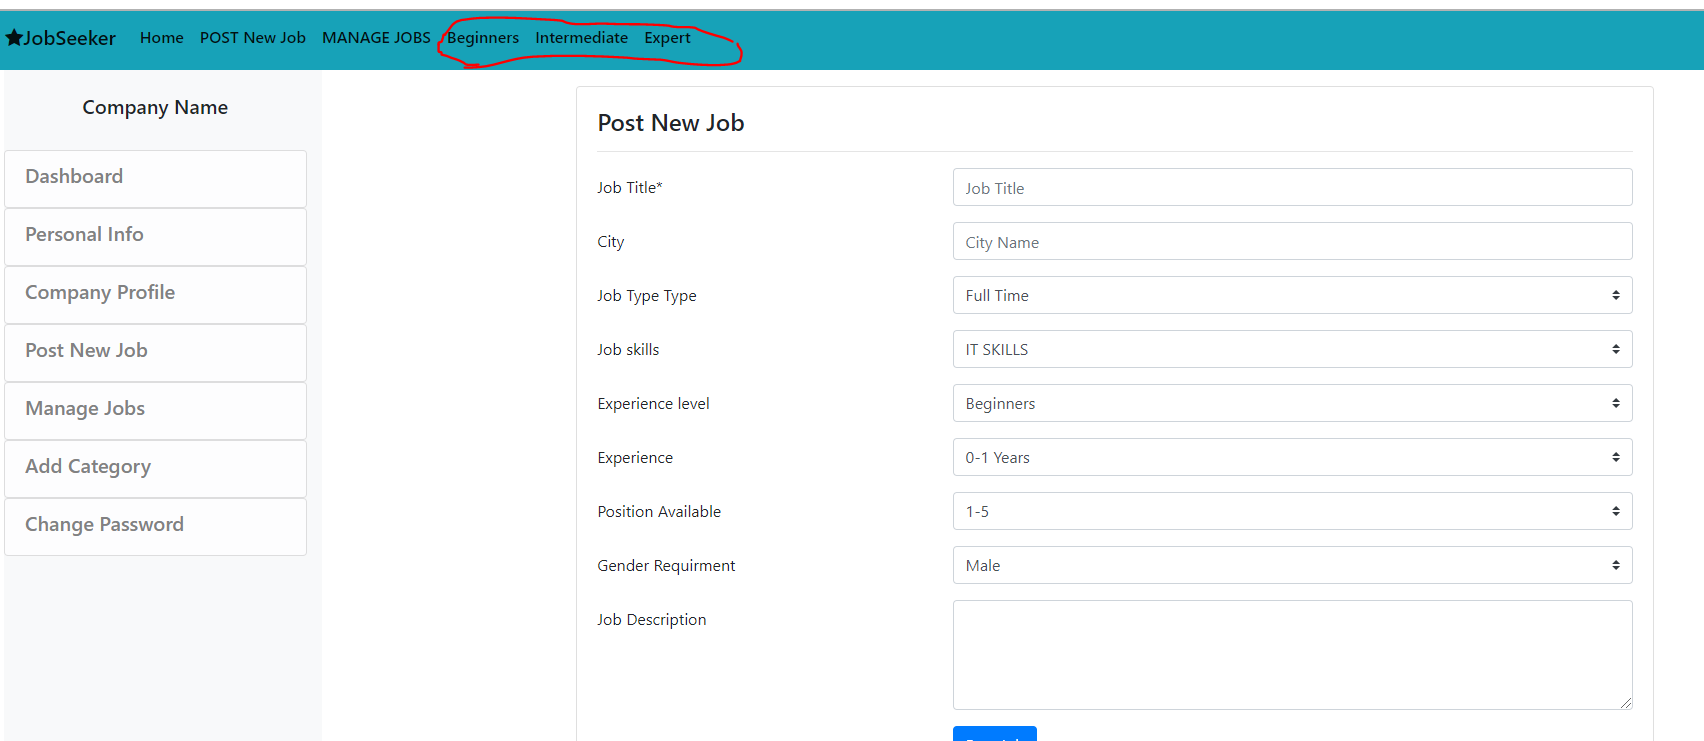 ★JobSeeker Home POST New Job MANAGE JOBS Beginners Intermediate Expert
Company Name
Dashboard
Personal Info
Company Profile
Post New Job
Manage Jobs
Add Category
Change Password
Post New Job
Job Title* Job Title
City City Name
Job Type Type Full Time
Job skills IT SKILLS
Experience level Beginners
Experience 0-1 Years
Position Available 1-5
Gender Requirment Male
Job Description